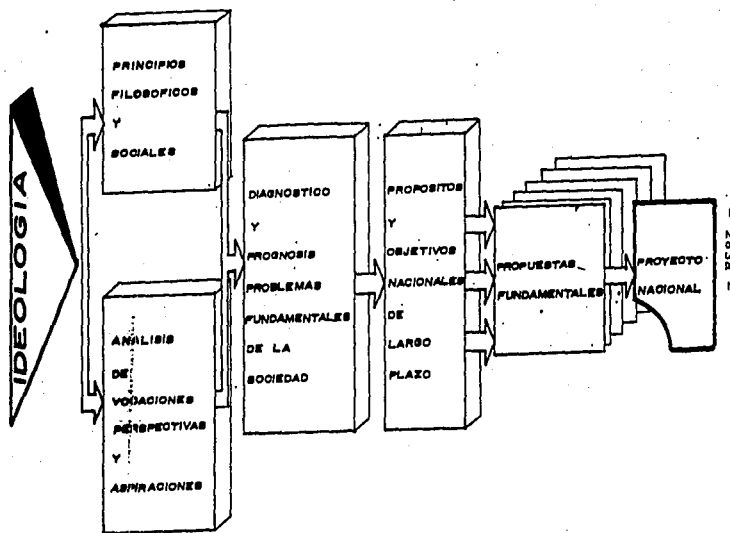 IDEOLOGIA
PRINCIPIOS
FILOSOFICOS
Y
SOCIALES
ANALISIS
DE
VOCACIONES
PERSPECTIVAS
Y
ASPIRACIONES
DIAGNOSTICO
Y
PROGNOSIS
PROBLEMAS
FUNDAMENTALES
DE LA
SOCIEDAD
PROPOSITOS
Y
OBJETIVOS
NACIONALES
DE
LARGO
PLAZO
PROPUESTAS
FUNDAMENTALES
PROYECTO
NACIONAL